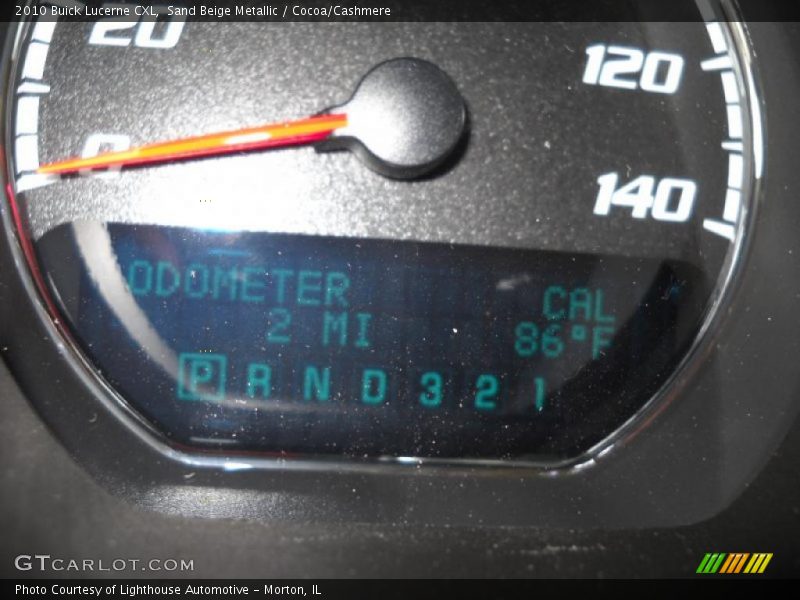 2010 Buick Lucerne CXL, Sand Beige Metallic / Cocoa/Cashmere
20
120
0
140
ODOMETER CAL
2 MI 86°F
P R N D 3 2 1
GTCARLOT.COM
Photo Courtesy of Lighthouse Automotive - Morton, IL